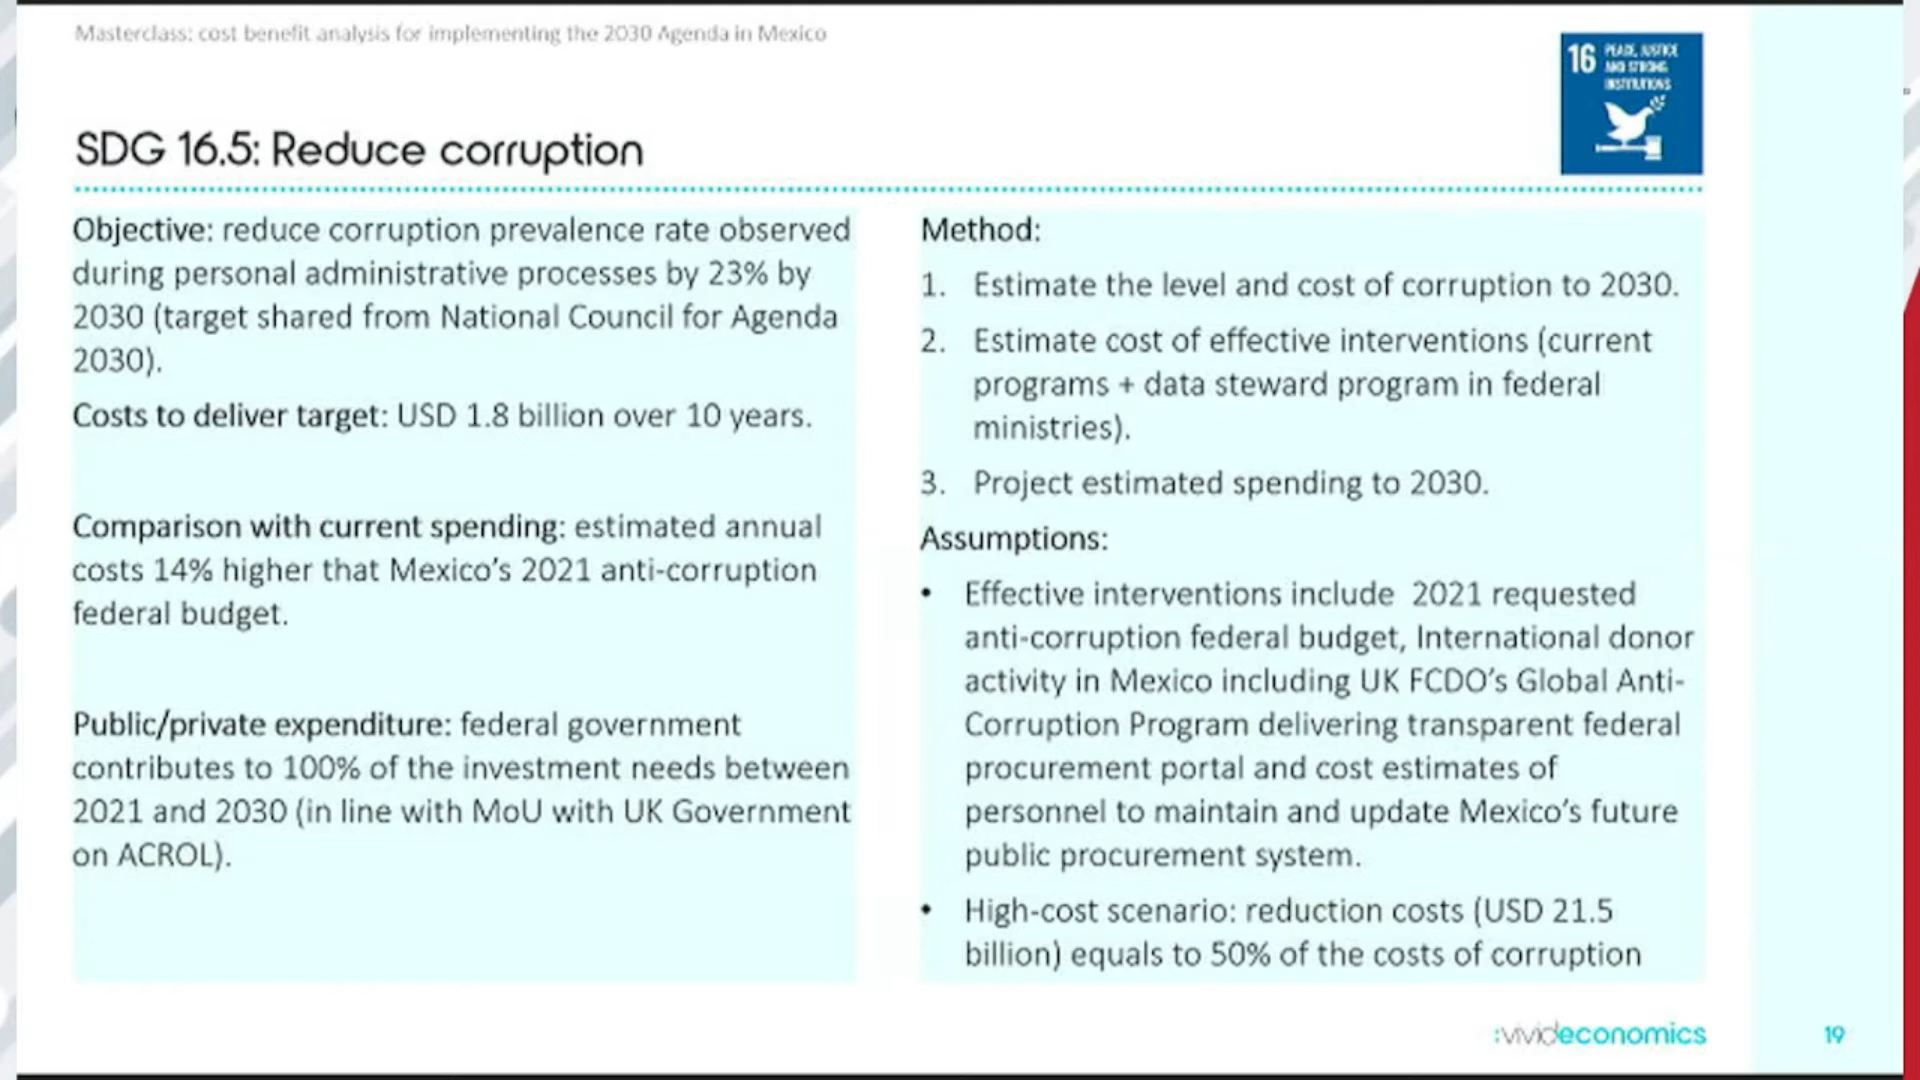 Masterclass: cost benefit analysis for implementing the 2030 Agenda in Mexico
16 PEACE, JUSTICE
AND STRONG
INSTITUTIONS
SDG 16.5: Reduce corruption
Objective: reduce corruption prevalence rate observed
during personal administrative processes by 23% by
2030 (target shared from National Council for Agenda
2030).
Costs to deliver target: USD 1.8 billion over 10 years.
Comparison with current spending: estimated annual
costs 14% higher that Mexico's 2021 anti-corruption
federal budget.
Public/private expenditure: federal government
contributes to 100% of the investment needs between
2021 and 2030 (in line with MoU with UK Government
on ACROL).
Method:
1. Estimate the level and cost of corruption to 2030.
2. Estimate cost of effective interventions (current
programs + data steward program in federal
ministries).
3. Project estimated spending to 2030.
Assumptions:
• Effective interventions include 2021 requested
anti-corruption federal budget, International donor
activity in Mexico including UK FCDO's Global Anti-
Corruption Program delivering transparent federal
procurement portal and cost estimates of
personnel to maintain and update Mexico's future
public procurement system.
• High-cost scenario: reduction costs (USD 21.5
billion) equals to 50% of the costs of corruption
:vivideconomics
19